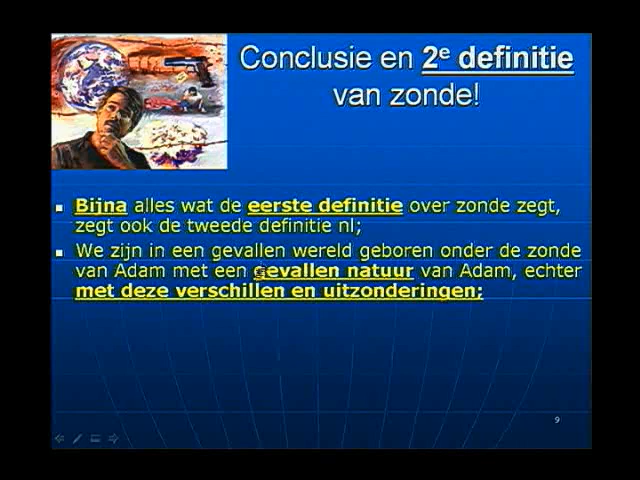 Conclusie en 2e definitie
van zonde!
Bijna alles wat de eerste definitie over zonde zegt,
zegt ook de tweede definitie nl;
We zijn in een gevallen wereld geboren onder de zonde
van Adam met een gevallen natuur van Adam, echter
met deze verschillen en uitzonderingen;
9